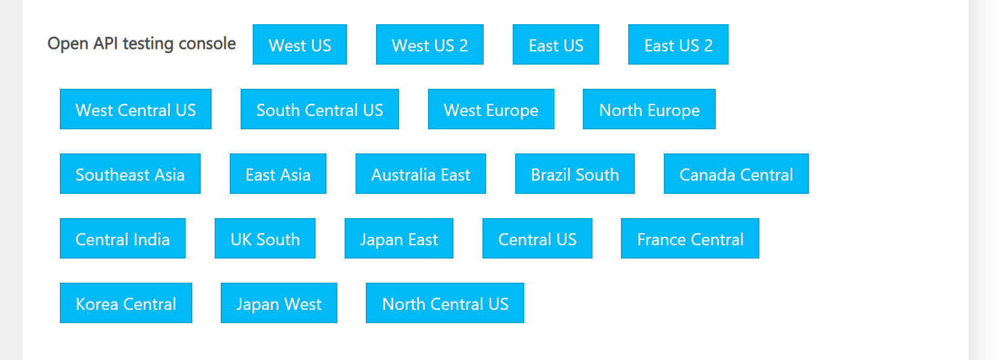 Open API testing console West US West US 2 East US East US 2
West Central US South Central US West Europe North Europe
Southeast Asia East Asia Australia East Brazil South Canada Central
Central India UK South Japan East Central US France Central
Korea Central Japan West North Central US